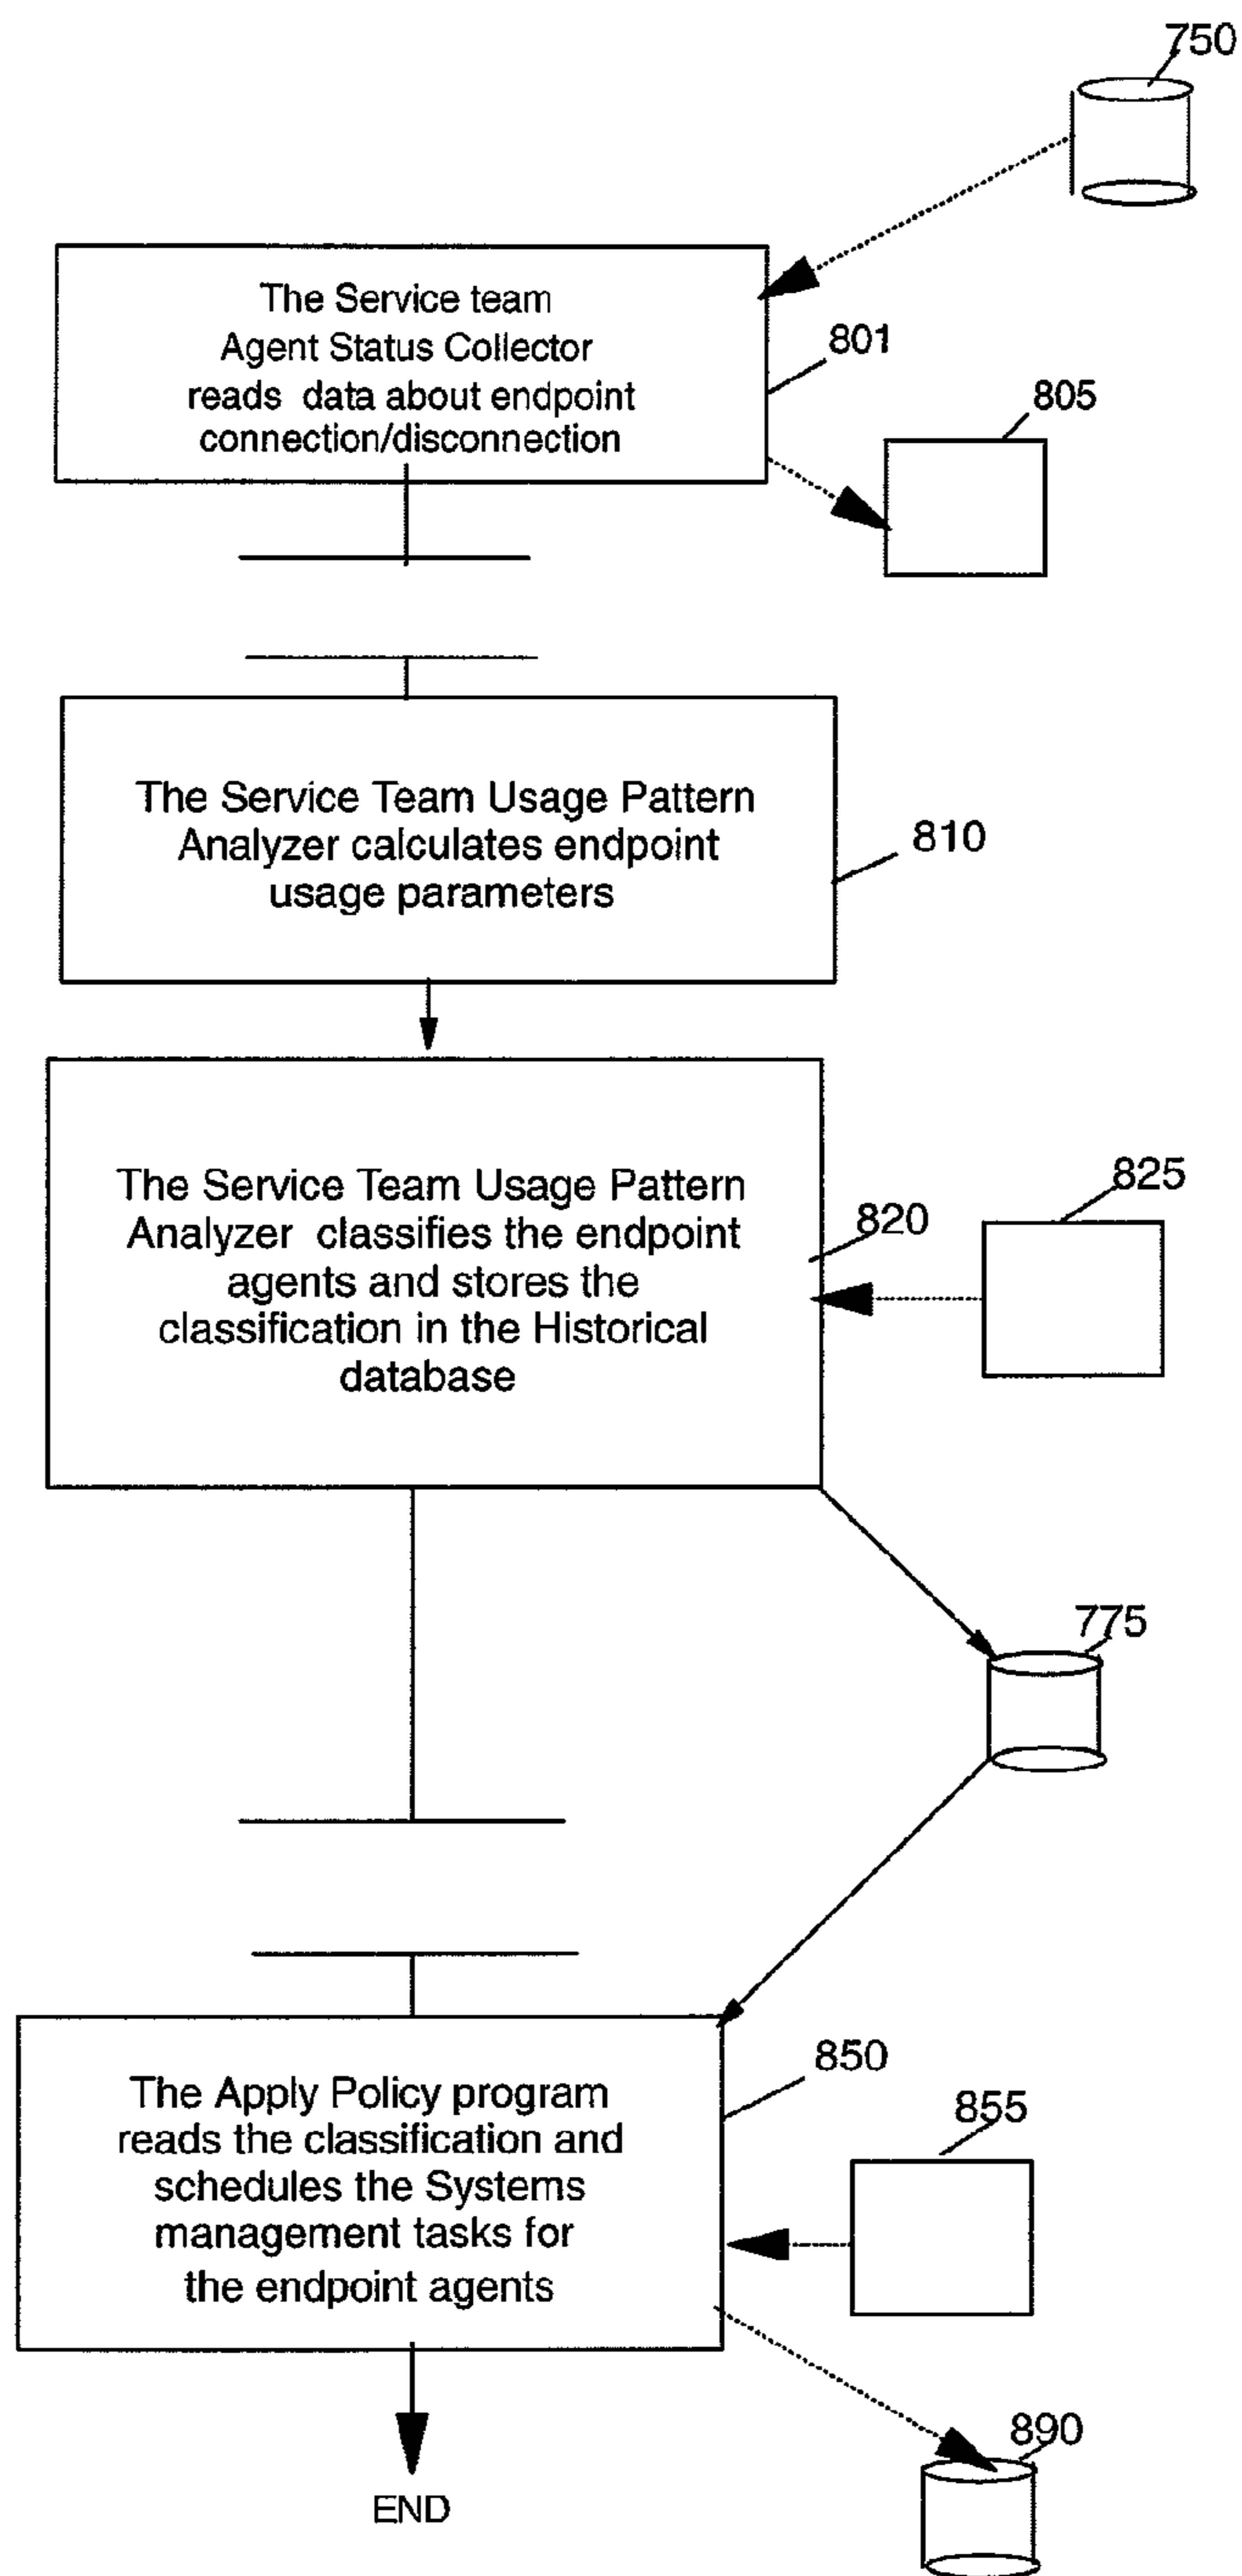 750
The Service team
Agent Status Collector
reads data about endpoint
connection/disconnection
801
805
The Service Team Usage Pattern
Analyzer calculates endpoint
usage parameters
810
The Service Team Usage Pattern
Analyzer classifies the endpoint
agents and stores the
classification in the Historical
database
820
825
775
The Apply Policy program
reads the classification and
schedules the Systems
management tasks for
the endpoint agents
850
855
890
END